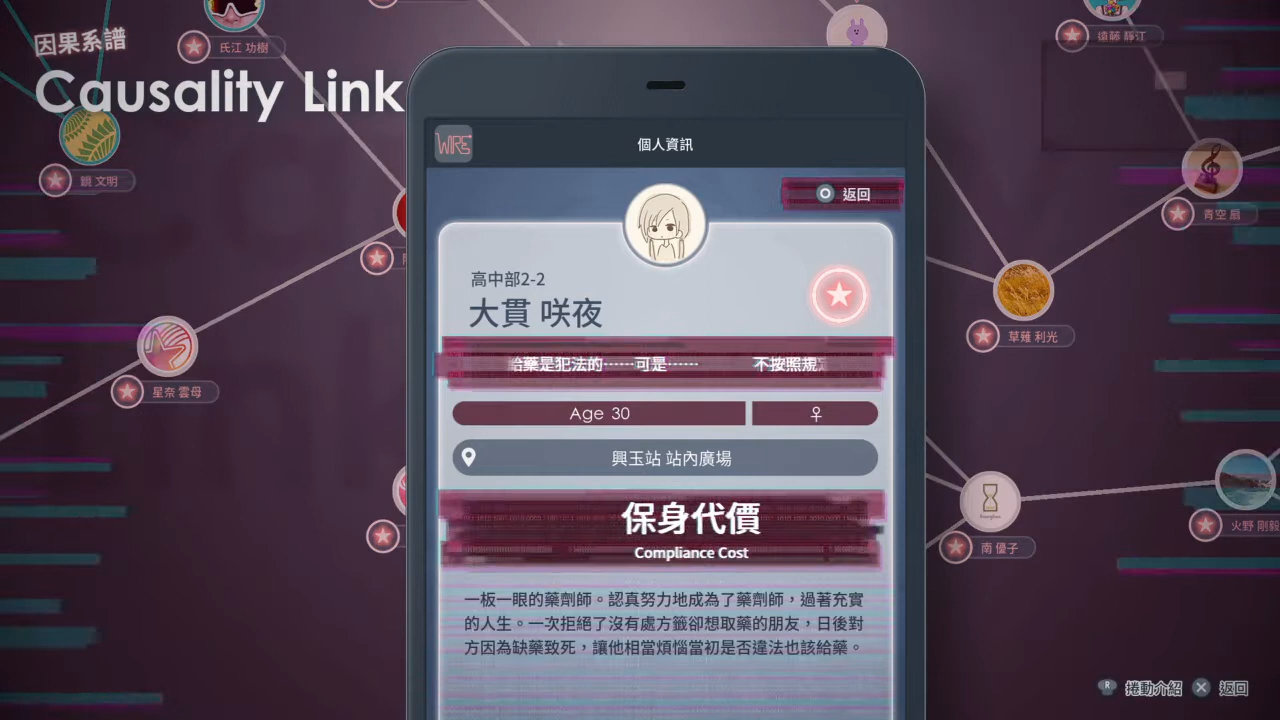 因果系譜
Causality Link
氏江 功樹
遠藤 靜江
鏡 文明
星奈 雲母
青空 扇
草薙 利光
南 優子
火野 剛毅
WIRE
個人資訊
返回
高中部2-2
大貫 咲夜
給藥是犯法的……可是…… 不按照規
Age 30
♀
興玉站 站內廣場
保身代價
Compliance Cost
一板一眼的藥劑師。認真努力地成為了藥劑師，過著充實
的人生。一次拒絕了沒有處方籤卻想取藥的朋友，日後對
方因為缺藥致死，讓他相當煩惱當初是否違法也該給藥。
R 捲動介紹 返回